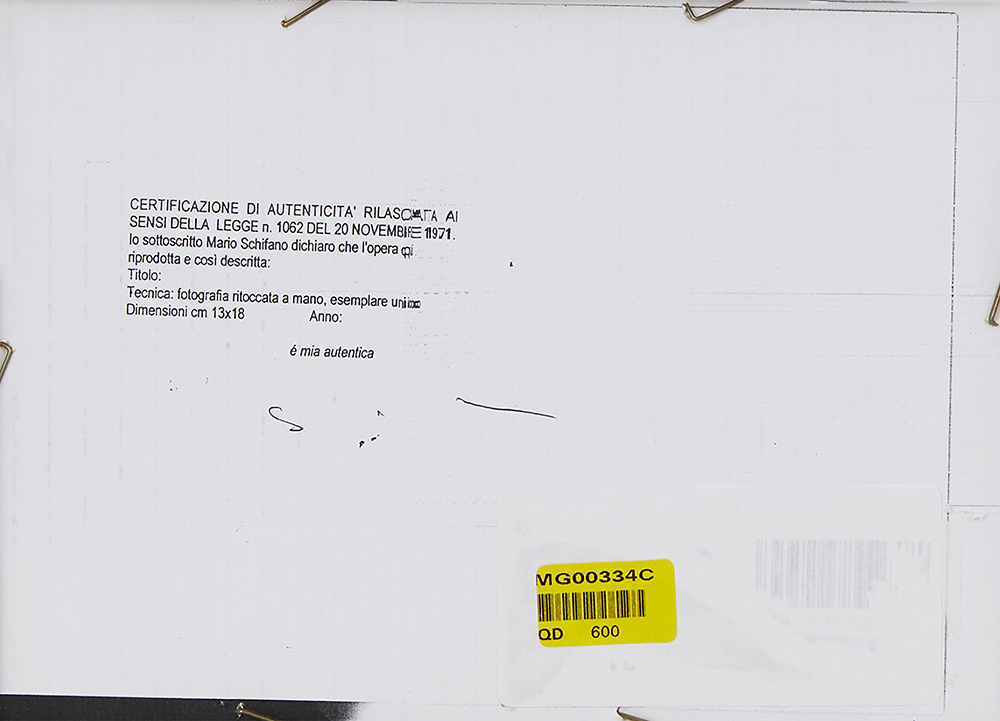 CERTIFICAZIONE DI AUTENTICITA' RILASCIATA AI
SENSI DELLA LEGGE n. 1062 DEL 20 NOVEMBRE 1971.
Io sottoscritto Mario Schifano dichiaro che l'opera qui
riprodotta e così descritta:
Titolo:
Tecnica: fotografia ritoccata a mano, esemplare unico
Dimensioni cm 13x18 Anno:
é mia autentica
MG00334C
QD 600